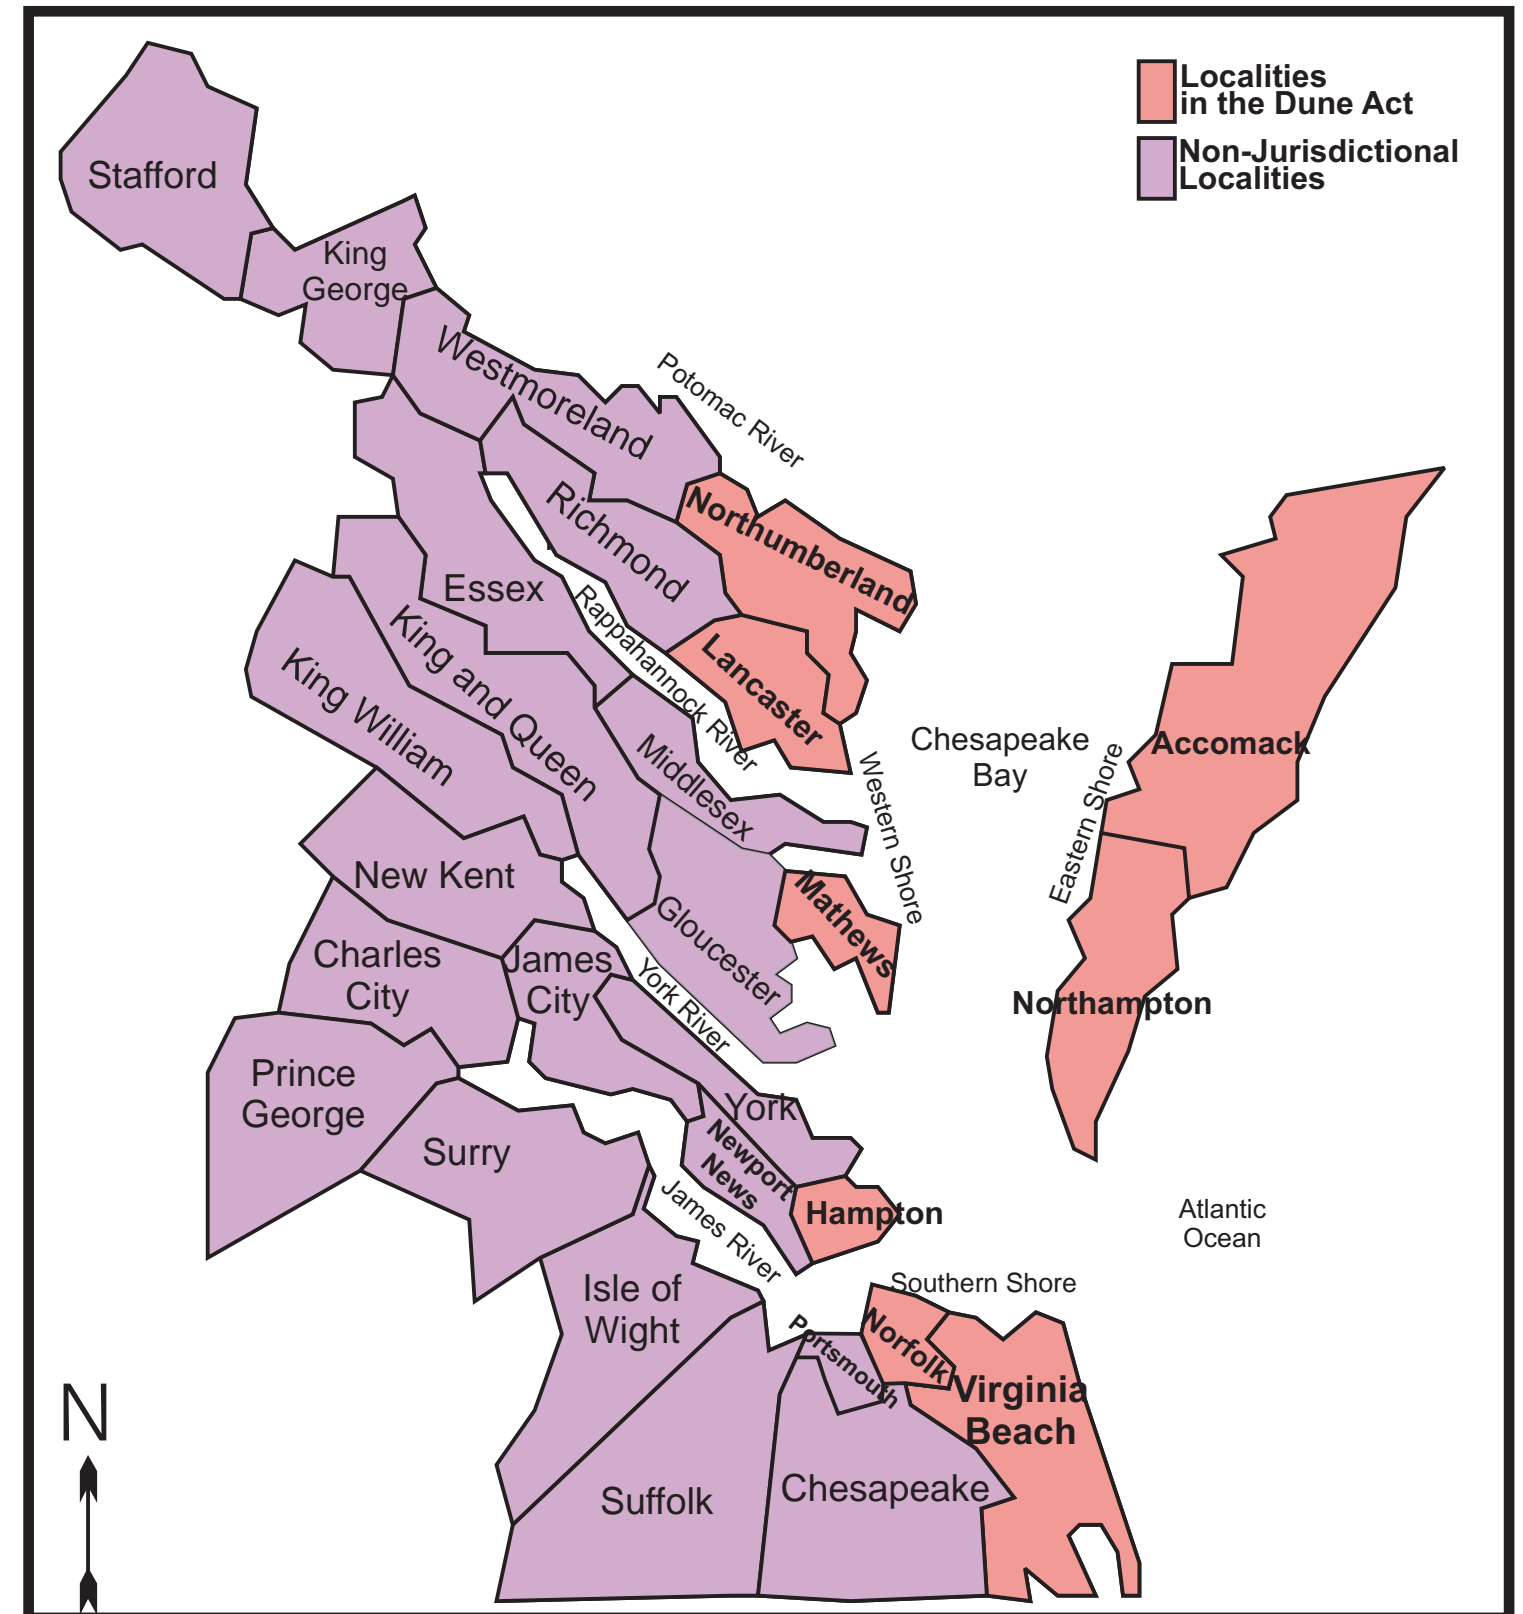 Localities
in the Dune Act
Non-Jurisdictional
Localities
Stafford
King
George
Westmoreland
Potomac River
Northumberland
Richmond
Essex
Rappahannock River
Lancaster
King and Queen
King William
Middlesex
Chesapeake
Bay
Western Shore
Eastern Shore
Accomack
New Kent
Mathews
Gloucester
Charles
City
James
City
York River
Northampton
Prince
George
York
Surry
Newport
News
James River
Hampton
Atlantic
Ocean
Isle of
Wight
Southern Shore
Portsmouth
Norfolk
Virginia
Beach
Suffolk
Chesapeake
N